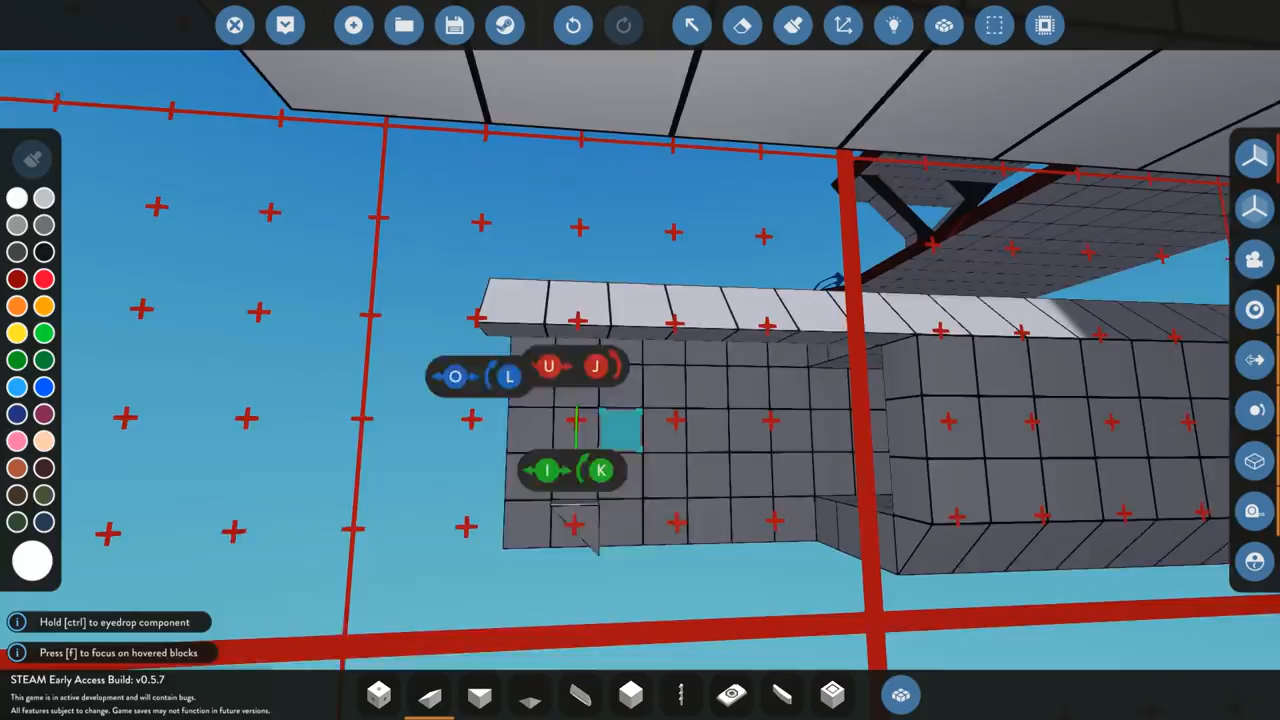 O L U J
I K
Hold [ctrl] to eyedrop component
Press [f] to focus on hovered blocks
STEAM Early Access Build: v0.5.7
This game is in active development and will contain bugs.
All features subject to change. Game saves may not function in future versions.